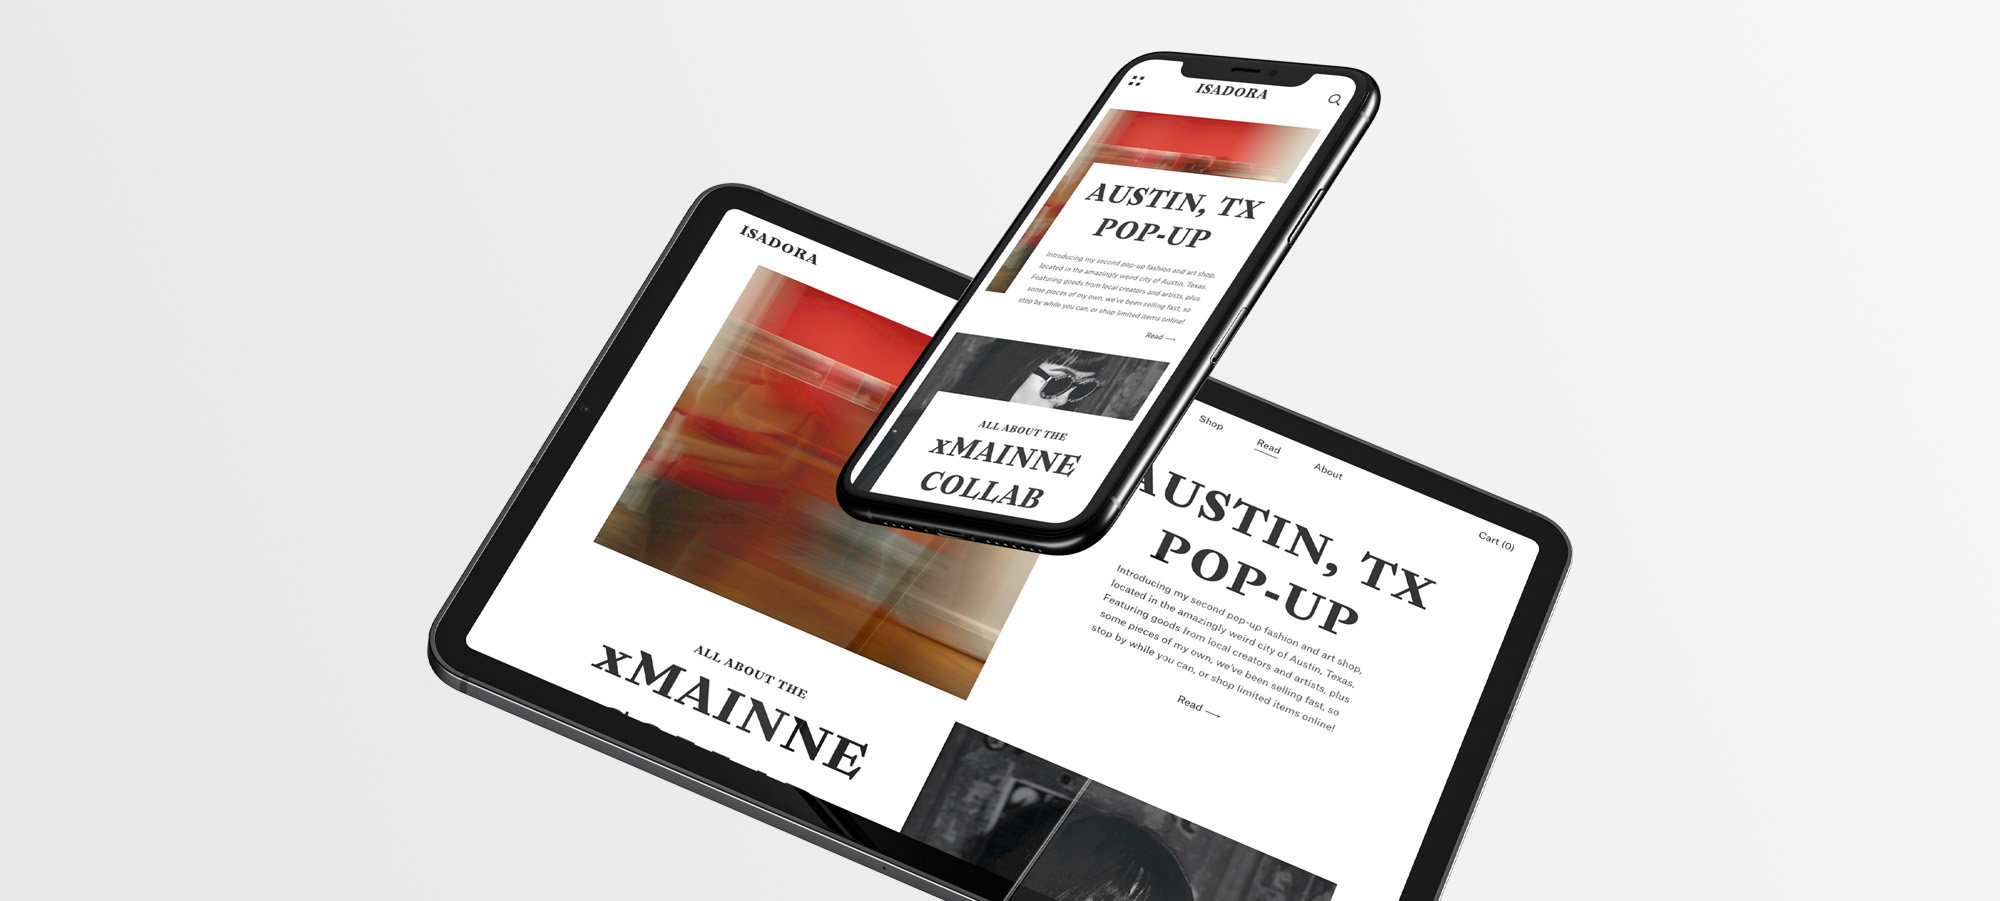 ISADORA
AUSTIN, TX
POP-UP
Introducing my second pop-up fashion and art shop,
located in the amazingly weird city of Austin, Texas.
Featuring goods from local creators and artists, plus
some pieces of my own, we've been selling fast, so
stop by while you can, or shop limited items online!
Read
ALL ABOUT THE
xMAINNE
COLLAB
ISADORA
Shop
Read
About
Cart (0)
AUSTIN, TX
POP-UP
Introducing my second pop-up fashion and art shop,
located in the amazingly weird city of Austin, Texas.
Featuring goods from local creators and artists, plus
some pieces of my own, we've been selling fast, so
stop by while you can, or shop limited items online!
Read
ALL ABOUT THE
xMAINNE